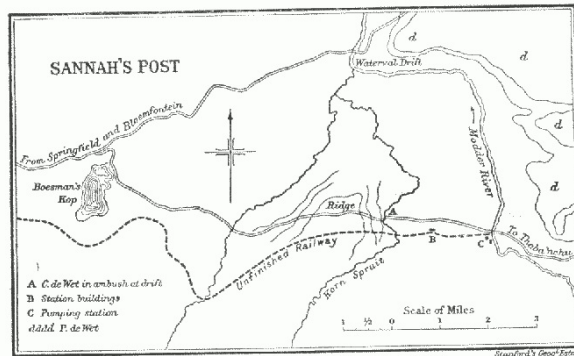 SANNAH'S POST
Waterval Drift
d
d
d
d
From Springfield and Bloemfontein
Modder River
Boesman's
Kop
Ridge
A
To Thaba'nchu
Unfinished Railway
B
C
Korn Spruit
A C. de Wet in ambush at drift
B Station buildings
C Pumping station
dddd P. de Wet
Scale of Miles
1 ½ 0 1 2 3
Stanford's Geog.l Estab.